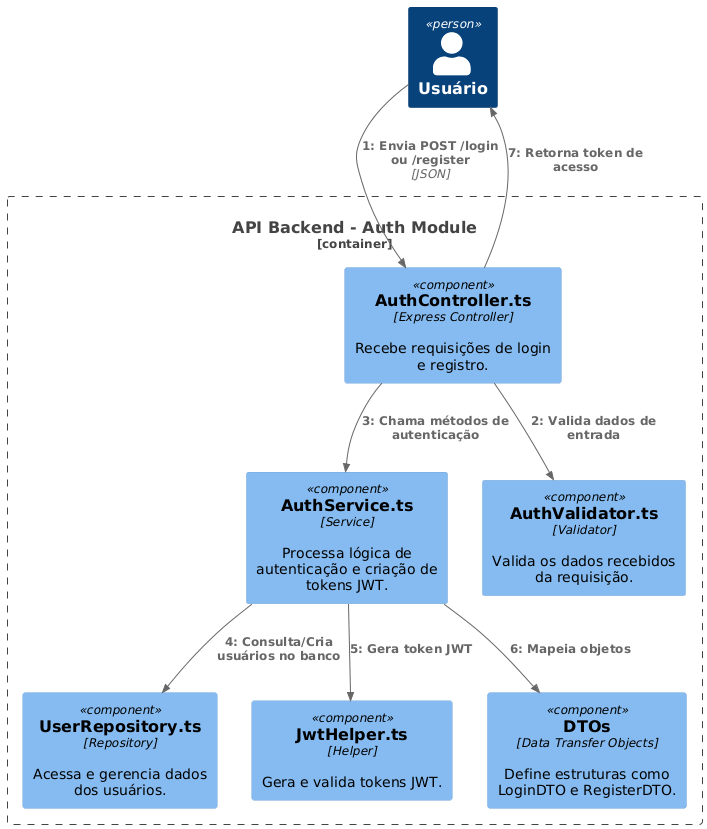 «person»
Usuário
1: Envia POST /login
ou /register
[JSON]
7: Retorna token de
acesso
API Backend - Auth Module
[container]
«component»
AuthController.ts
[Express Controller]
Recebe requisições de login
e registro.
3: Chama métodos de
autenticação
2: Valida dados de
entrada
«component»
AuthService.ts
[Service]
Processa lógica de
autenticação e criação de
tokens JWT.
«component»
AuthValidator.ts
[Validator]
Valida os dados recebidos
da requisição.
4: Consulta/Cria
usuários no banco
5: Gera token JWT
6: Mapeia objetos
«component»
UserRepository.ts
[Repository]
Acessa e gerencia dados
dos usuários.
«component»
JwtHelper.ts
[Helper]
Gera e valida tokens JWT.
«component»
DTOs
[Data Transfer Objects]
Define estruturas como
LoginDTO e RegisterDTO.